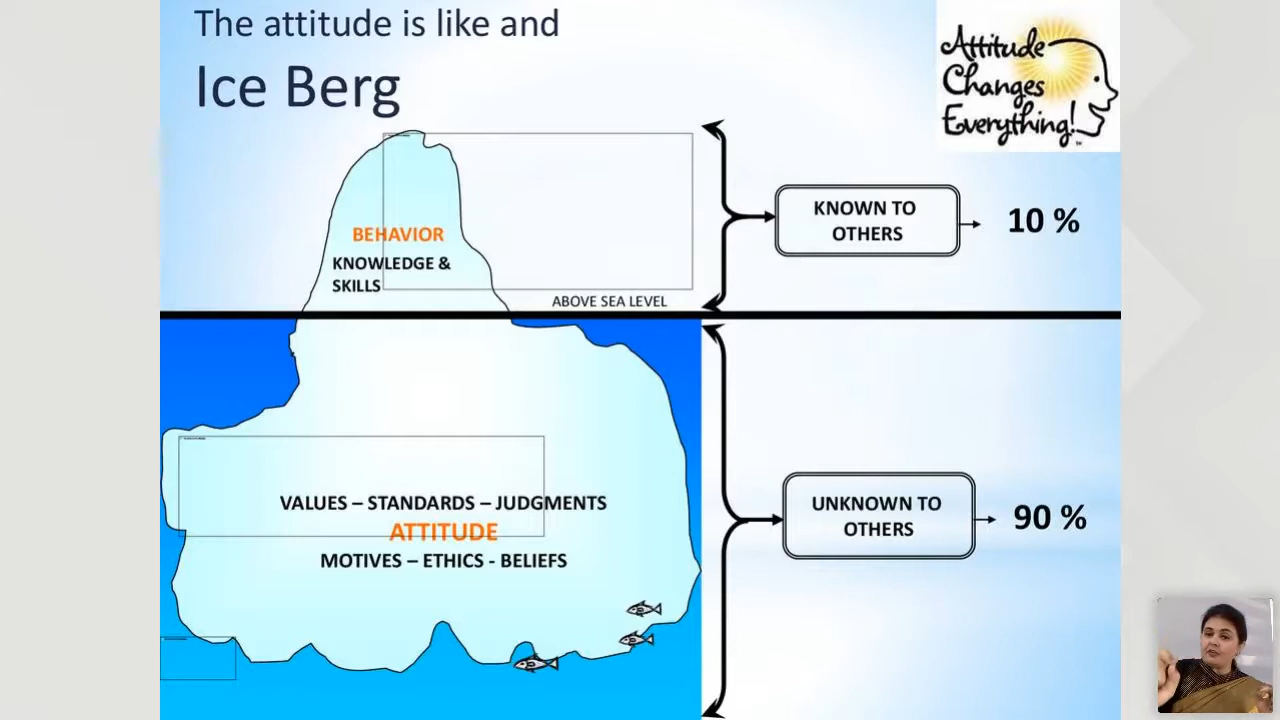 The attitude is like and
Ice Berg
Attitude
Changes
Everything!
BEHAVIOR
KNOWLEDGE &
SKILLS
ABOVE SEA LEVEL
KNOWN TO
OTHERS
10 %
VALUES – STANDARDS – JUDGMENTS
ATTITUDE
MOTIVES – ETHICS - BELIEFS
UNKNOWN TO
OTHERS
90 %